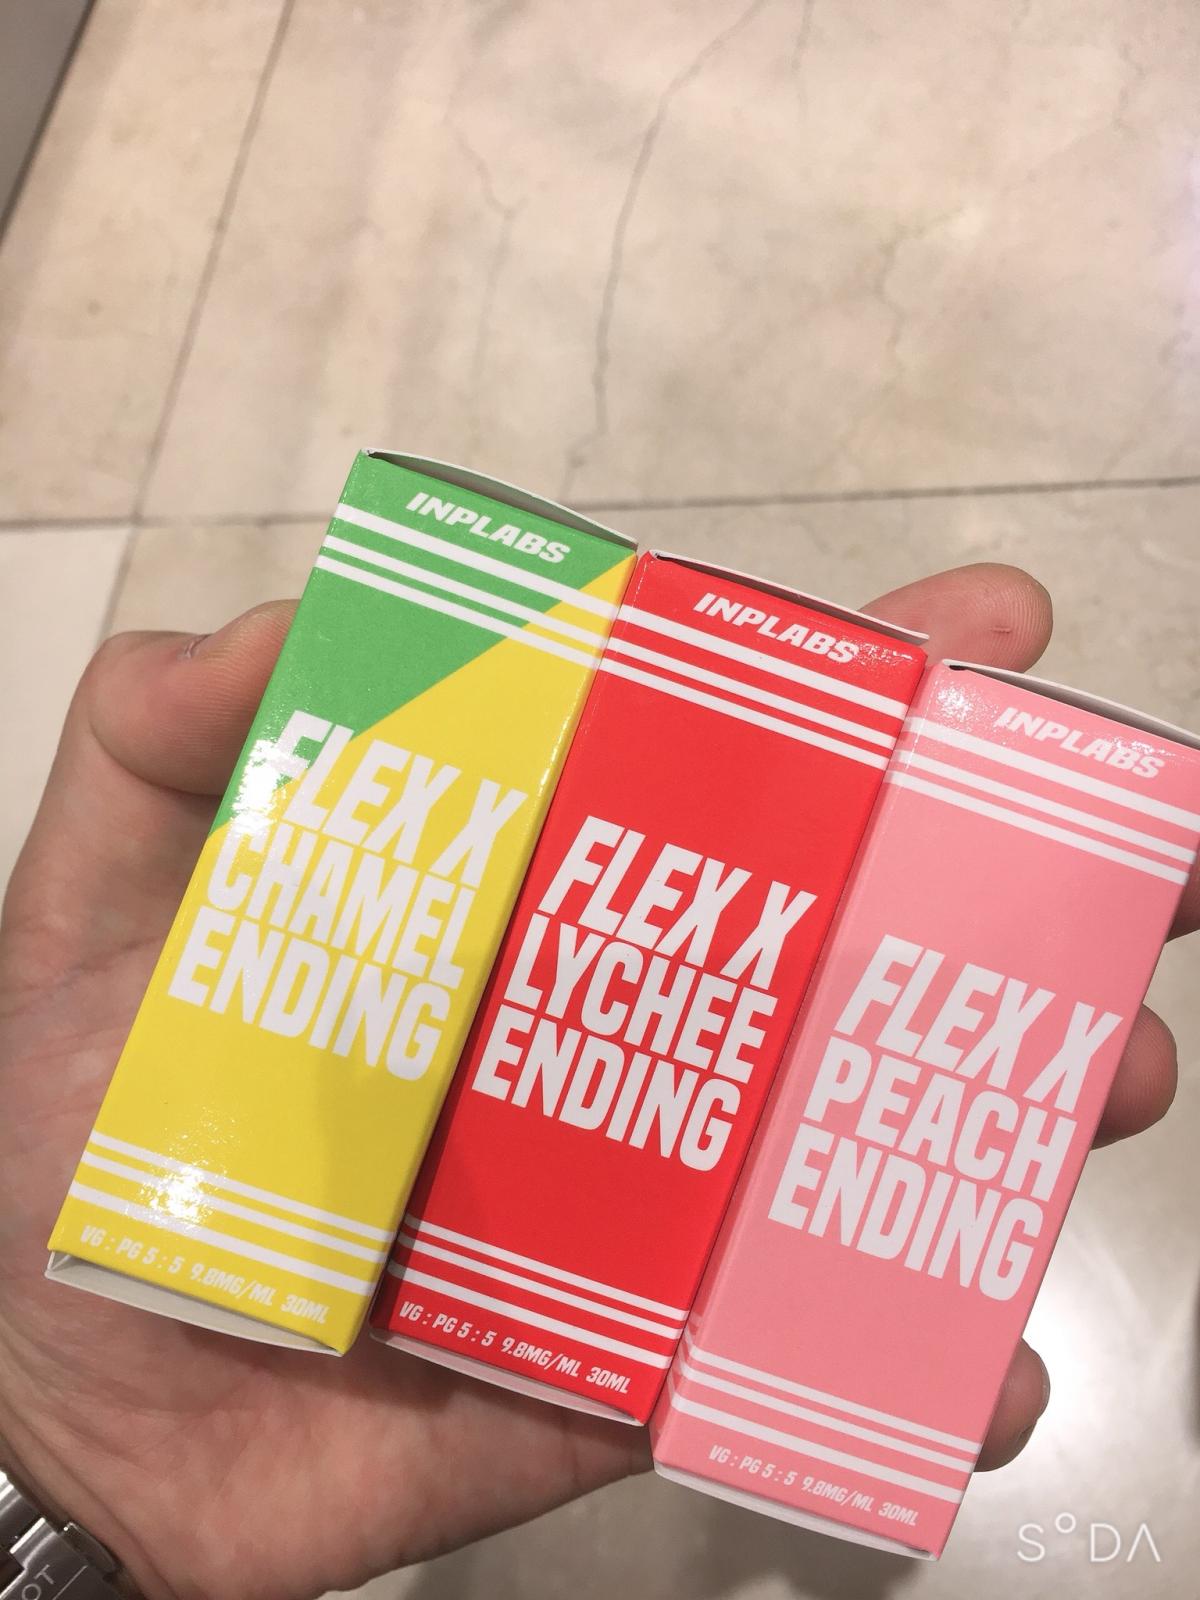 INPLABS
FLEX X
CHAMEL
ENDING
VG : PG 5 : 5 9.8MG/ML 30ML
INPLABS
FLEX X
LYCHEE
ENDING
VG : PG 5 : 5 9.8MG/ML 30ML
INPLABS
FLEX X
PEACH
ENDING
VG : PG 5 : 5 9.8MG/ML 30ML
OT
SODA